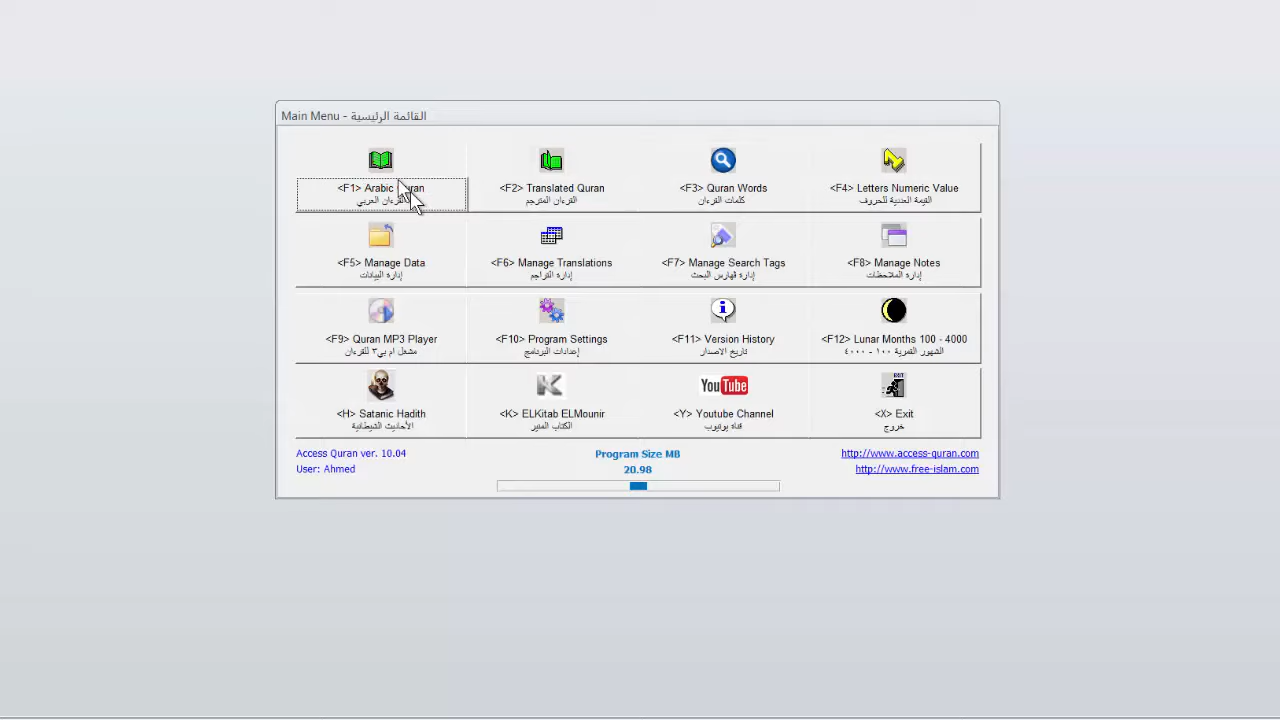 Main Menu - القائمة الرئيسية
<F1> Arabic Quran
القرءان العربي
<F2> Translated Quran
القرءان المترجم
<F3> Quran Words
كلمات القرءان
<F4> Letters Numeric Value
القيمة العددية للحروف
<F5> Manage Data
إدارة البيانات
<F6> Manage Translations
إدارة التراجم
<F7> Manage Search Tags
إدارة فهارس البحث
<F8> Manage Notes
إدارة الملاحظات
<F9> Quran MP3 Player
مشغل ام بي٣ للقرءان
<F10> Program Settings
إعدادات البرنامج
<F11> Version History
تاريخ الاصدار
<F12> Lunar Months 100 - 4000
الشهور القمرية ١٠٠ - ٤٠٠٠
<H> Satanic Hadith
الأحاديث الشيطانية
<K> ELKitab ELMounir
الكتاب المنير
YouTube
<Y> Youtube Channel
قناة يوتيوب
EXIT
<X> Exit
خروج
Access Quran ver. 10.04
Program Size MB
http://www.access-quran.com
User: Ahmed
20.98
http://www.free-islam.com